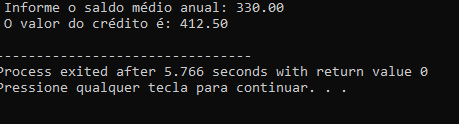 Informe o saldo médio anual: 330.00
O valor do crédito é: 412.50
--------------------------------
Process exited after 5.766 seconds with return value 0
Pressione qualquer tecla para continuar. . .